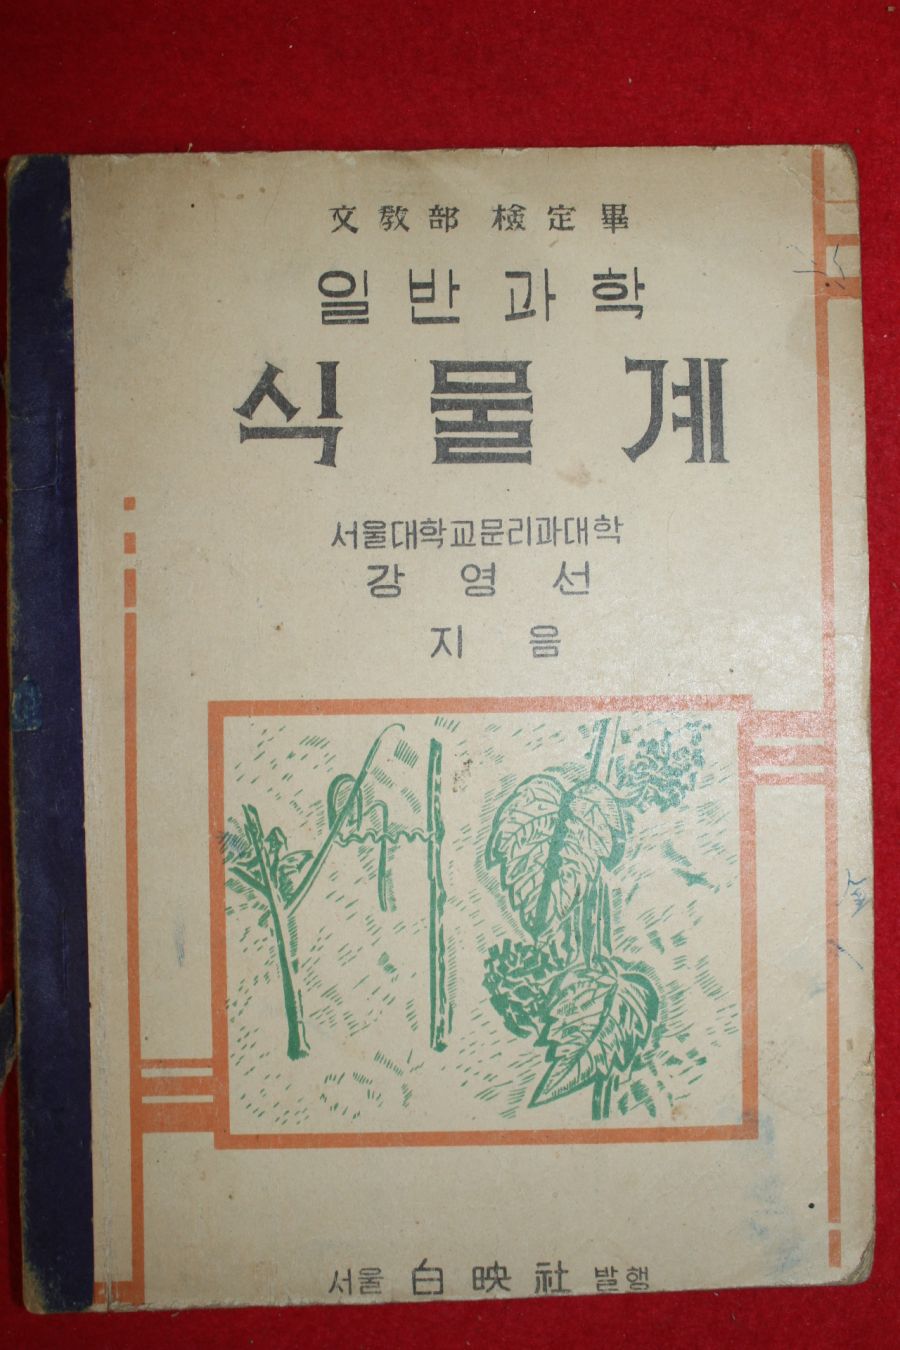 文敎部 檢定畢
일반과학
식물계
서울대학교문리과대학
강영선
지음
서울 白映社 발행